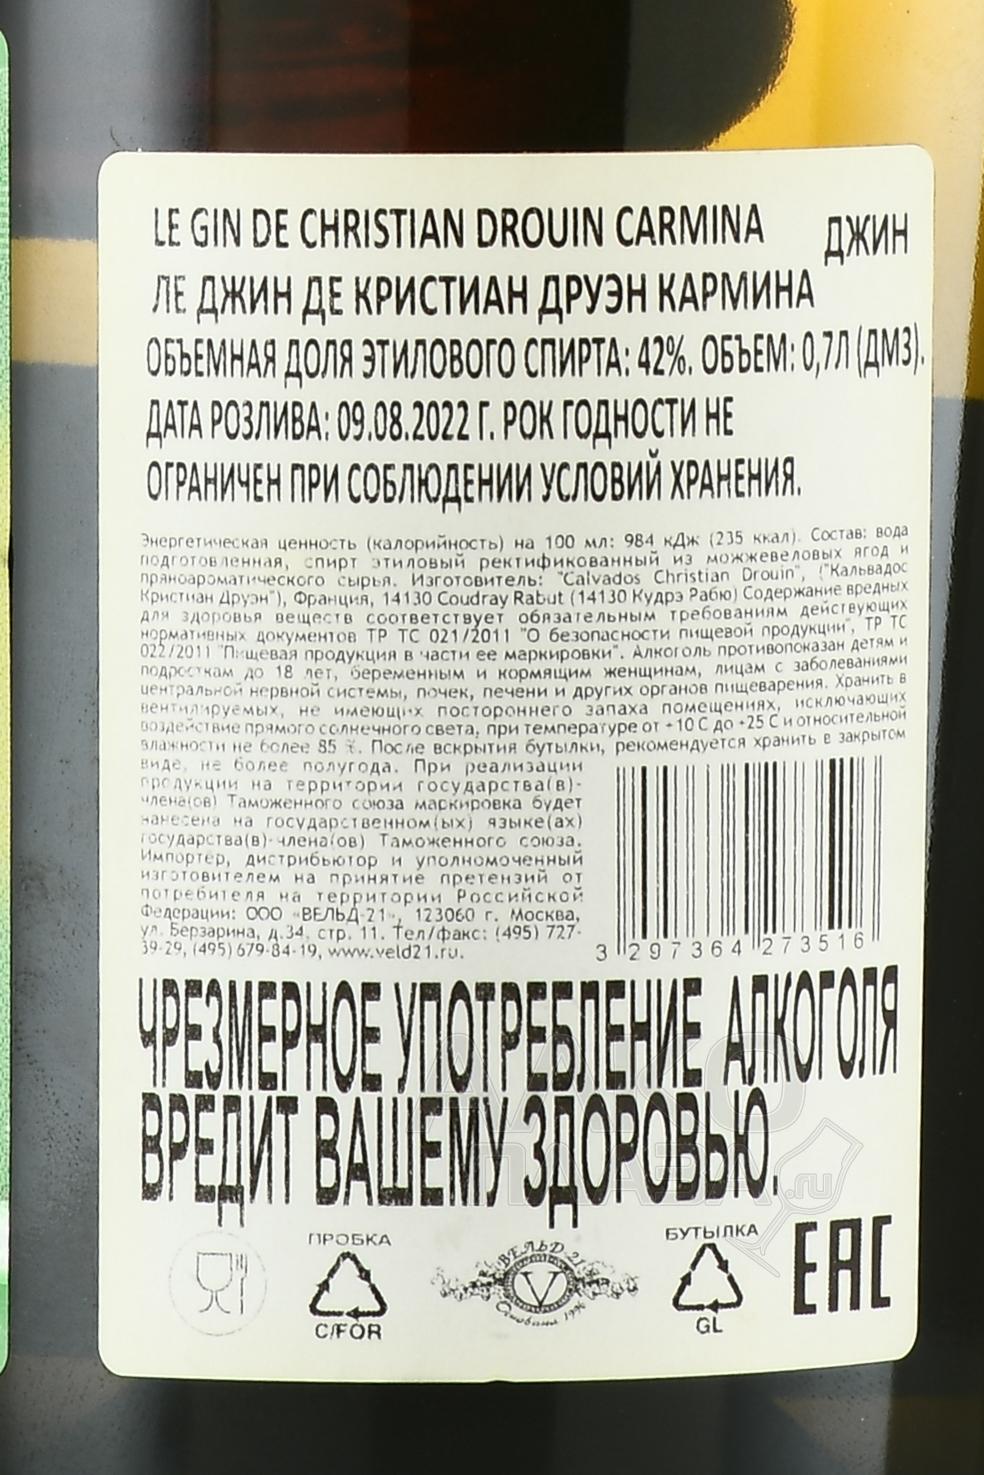 LE GIN DE CHRISTIAN DROUIN CARMINA ДЖИН
ЛЕ ДЖИН ДЕ КРИСТИАН ДРУЭН КАРМИНА
ОБЪЕМНАЯ ДОЛЯ ЭТИЛОВОГО СПИРТА: 42%. ОБЪЕМ: 0,7Л (ДМЗ).
ДАТА РОЗЛИВА: 09.08.2022 Г. РОК ГОДНОСТИ НЕ
ОГРАНИЧЕН ПРИ СОБЛЮДЕНИИ УСЛОВИЙ ХРАНЕНИЯ.
Энергетическая ценность (калорийность) на 100 мл: 984 кДж (235 ккал). Состав: вода
подготовленная, спирт этиловый ректификованный из можжевеловых ягод и
пряноароматического сырья. Изготовитель: "Calvados Christian Drouin", ("Кальвадос
Кристиан Друэн"), Франция, 14130 Coudray Rabut (14130 Кудрэ Рабю) Содержание вредных
для здоровья веществ соответствует обязательным требованиям действующих
нормативных документов ТР ТС 021/2011 "О безопасности пищевой продукции", ТР ТС
022/2011 "Пищевая продукция в части ее маркировки". Алкоголь противопоказан детям и
подросткам до 18 лет, беременным и кормящим женщинам, лицам с заболеваниями
центральной нервной системы, почек, печени и других органов пищеварения. Хранить в
вентилируемых, не имеющих постороннего запаха помещениях, исключающих
воздействие прямого солнечного света, при температуре от +10 С до +25 С и относительной
влажности не более 85 %. После вскрытия бутылки, рекомендуется хранить в закрытом
виде, не более полугода. При реализации
продукции на территории государства(в)-
члена(ов) Таможенного союза маркировка будет
нанесена на государственном(ых) языке(ах)
государства(в)-члена(ов) Таможенного союза.
Импортер, дистрибьютор и уполномоченный
изготовителем на принятие претензий от
потребителя на территории Российской
Федерации: ООО «ВЕЛЬД-21», 123060 г. Москва,
ул. Берзарина, д.34, стр. 11. Тел/факс: (495) 727-
39-29, (495) 679-84-19, www.veld21.ru.
3 297364 273516
ЧРЕЗМЕРНОЕ УПОТРЕБЛЕНИЕ АЛКОГОЛЯ
ВРЕДИТ ВАШЕМУ ЗДОРОВЬЮ.
ПРОБКА
C/FOR
ВЕЛЬД 21
V
Основана 1996
БУТЫЛКА
GL
EAC